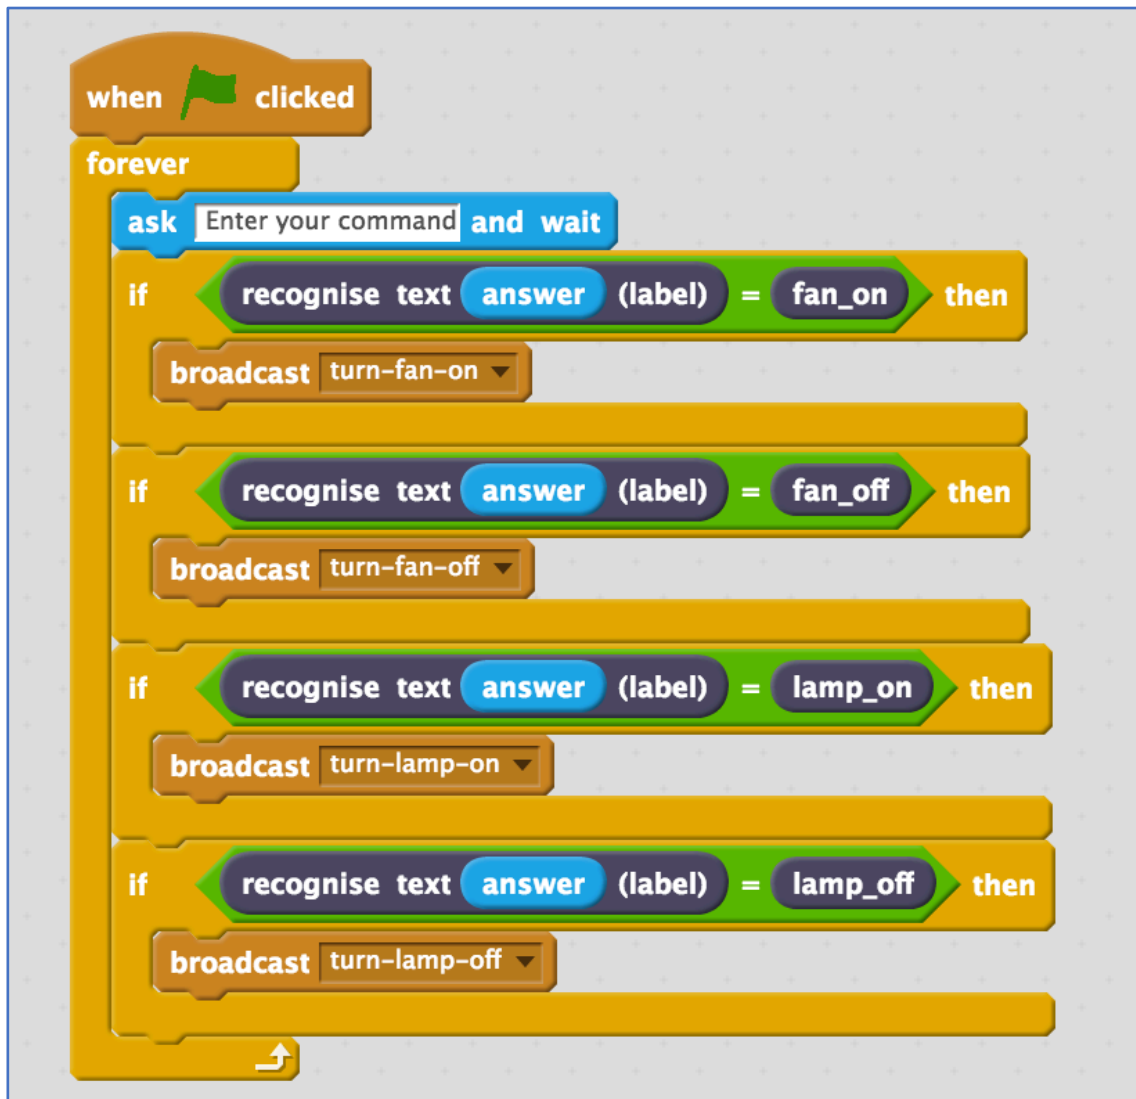 when clicked
forever
ask Enter your command and wait
if recognise text answer (label) = fan_on then
broadcast turn-fan-on
if recognise text answer (label) = fan_off then
broadcast turn-fan-off
if recognise text answer (label) = lamp_on then
broadcast turn-lamp-on
if recognise text answer (label) = lamp_off then
broadcast turn-lamp-off